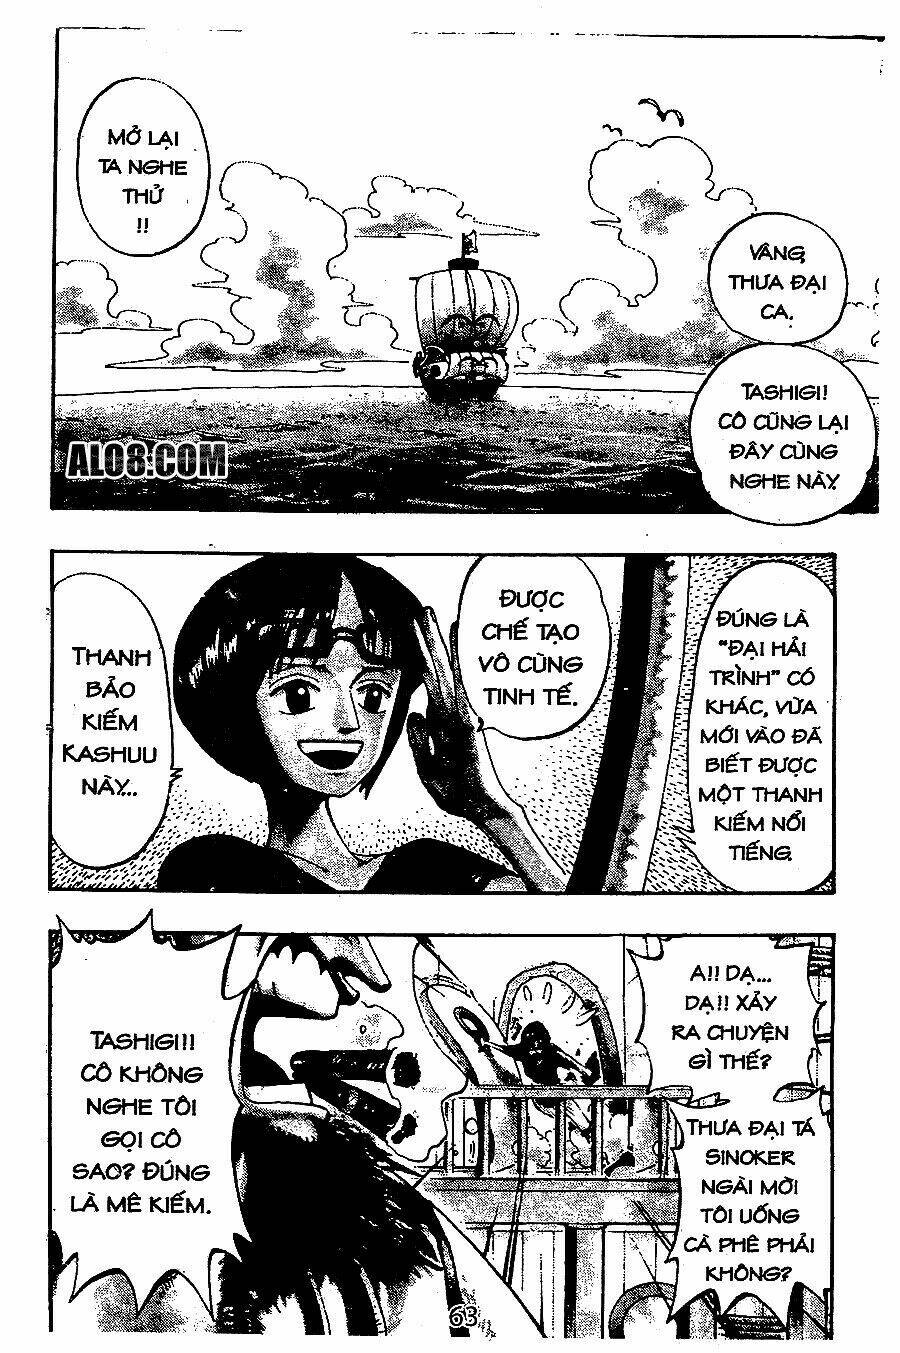 MỞ LẠI
TA NGHE
THỬ
!!
VÂNG,
THƯA ĐẠI
CA.
TASHIGI!
CÔ CŨNG LẠI
ĐÂY CÙNG
NGHE NÀY.
ALO8.COM
THANH
BẢO
KIẾM
KASHUU
NÀY...
ĐƯỢC
CHẾ TẠO
VÔ CÙNG
TINH TẾ.
ĐÚNG LÀ
"ĐẠI HẢI
TRÌNH" CÓ
KHÁC, VỪA
MỚI VÀO ĐÃ
BIẾT ĐƯỢC
MỘT THANH
KIẾM NỔI
TIẾNG.
TASHIGI!!
CÔ KHÔNG
NGHE TÔI
GỌI CÔ
SAO? ĐÚNG
LÀ MÊ KIẾM.
A!! DẠ...
DẠ!! XẢY
RA CHUYỆN
GÌ THẾ?
THƯA ĐẠI TÁ
SINOKER
NGÀI MỜI
TÔI UỐNG
CÀ PHÊ PHẢI
KHÔNG?
63